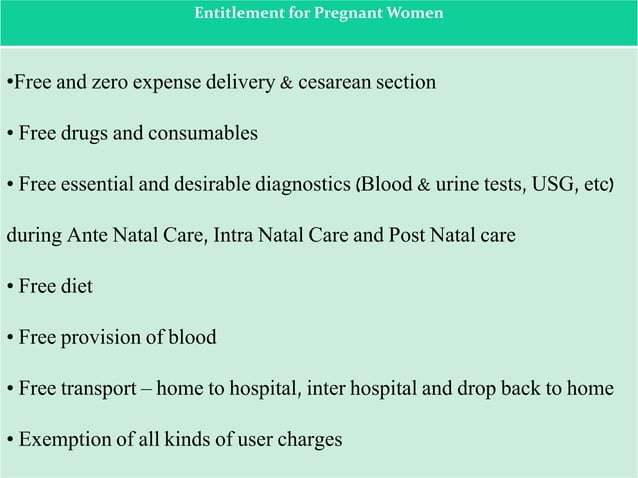 Entitlement for Pregnant Women
•Free and zero expense delivery & cesarean section
• Free drugs and consumables
• Free essential and desirable diagnostics (Blood & urine tests, USG, etc)
during Ante Natal Care, Intra Natal Care and Post Natal care
• Free diet
• Free provision of blood
• Free transport – home to hospital, inter hospital and drop back to home
• Exemption of all kinds of user charges